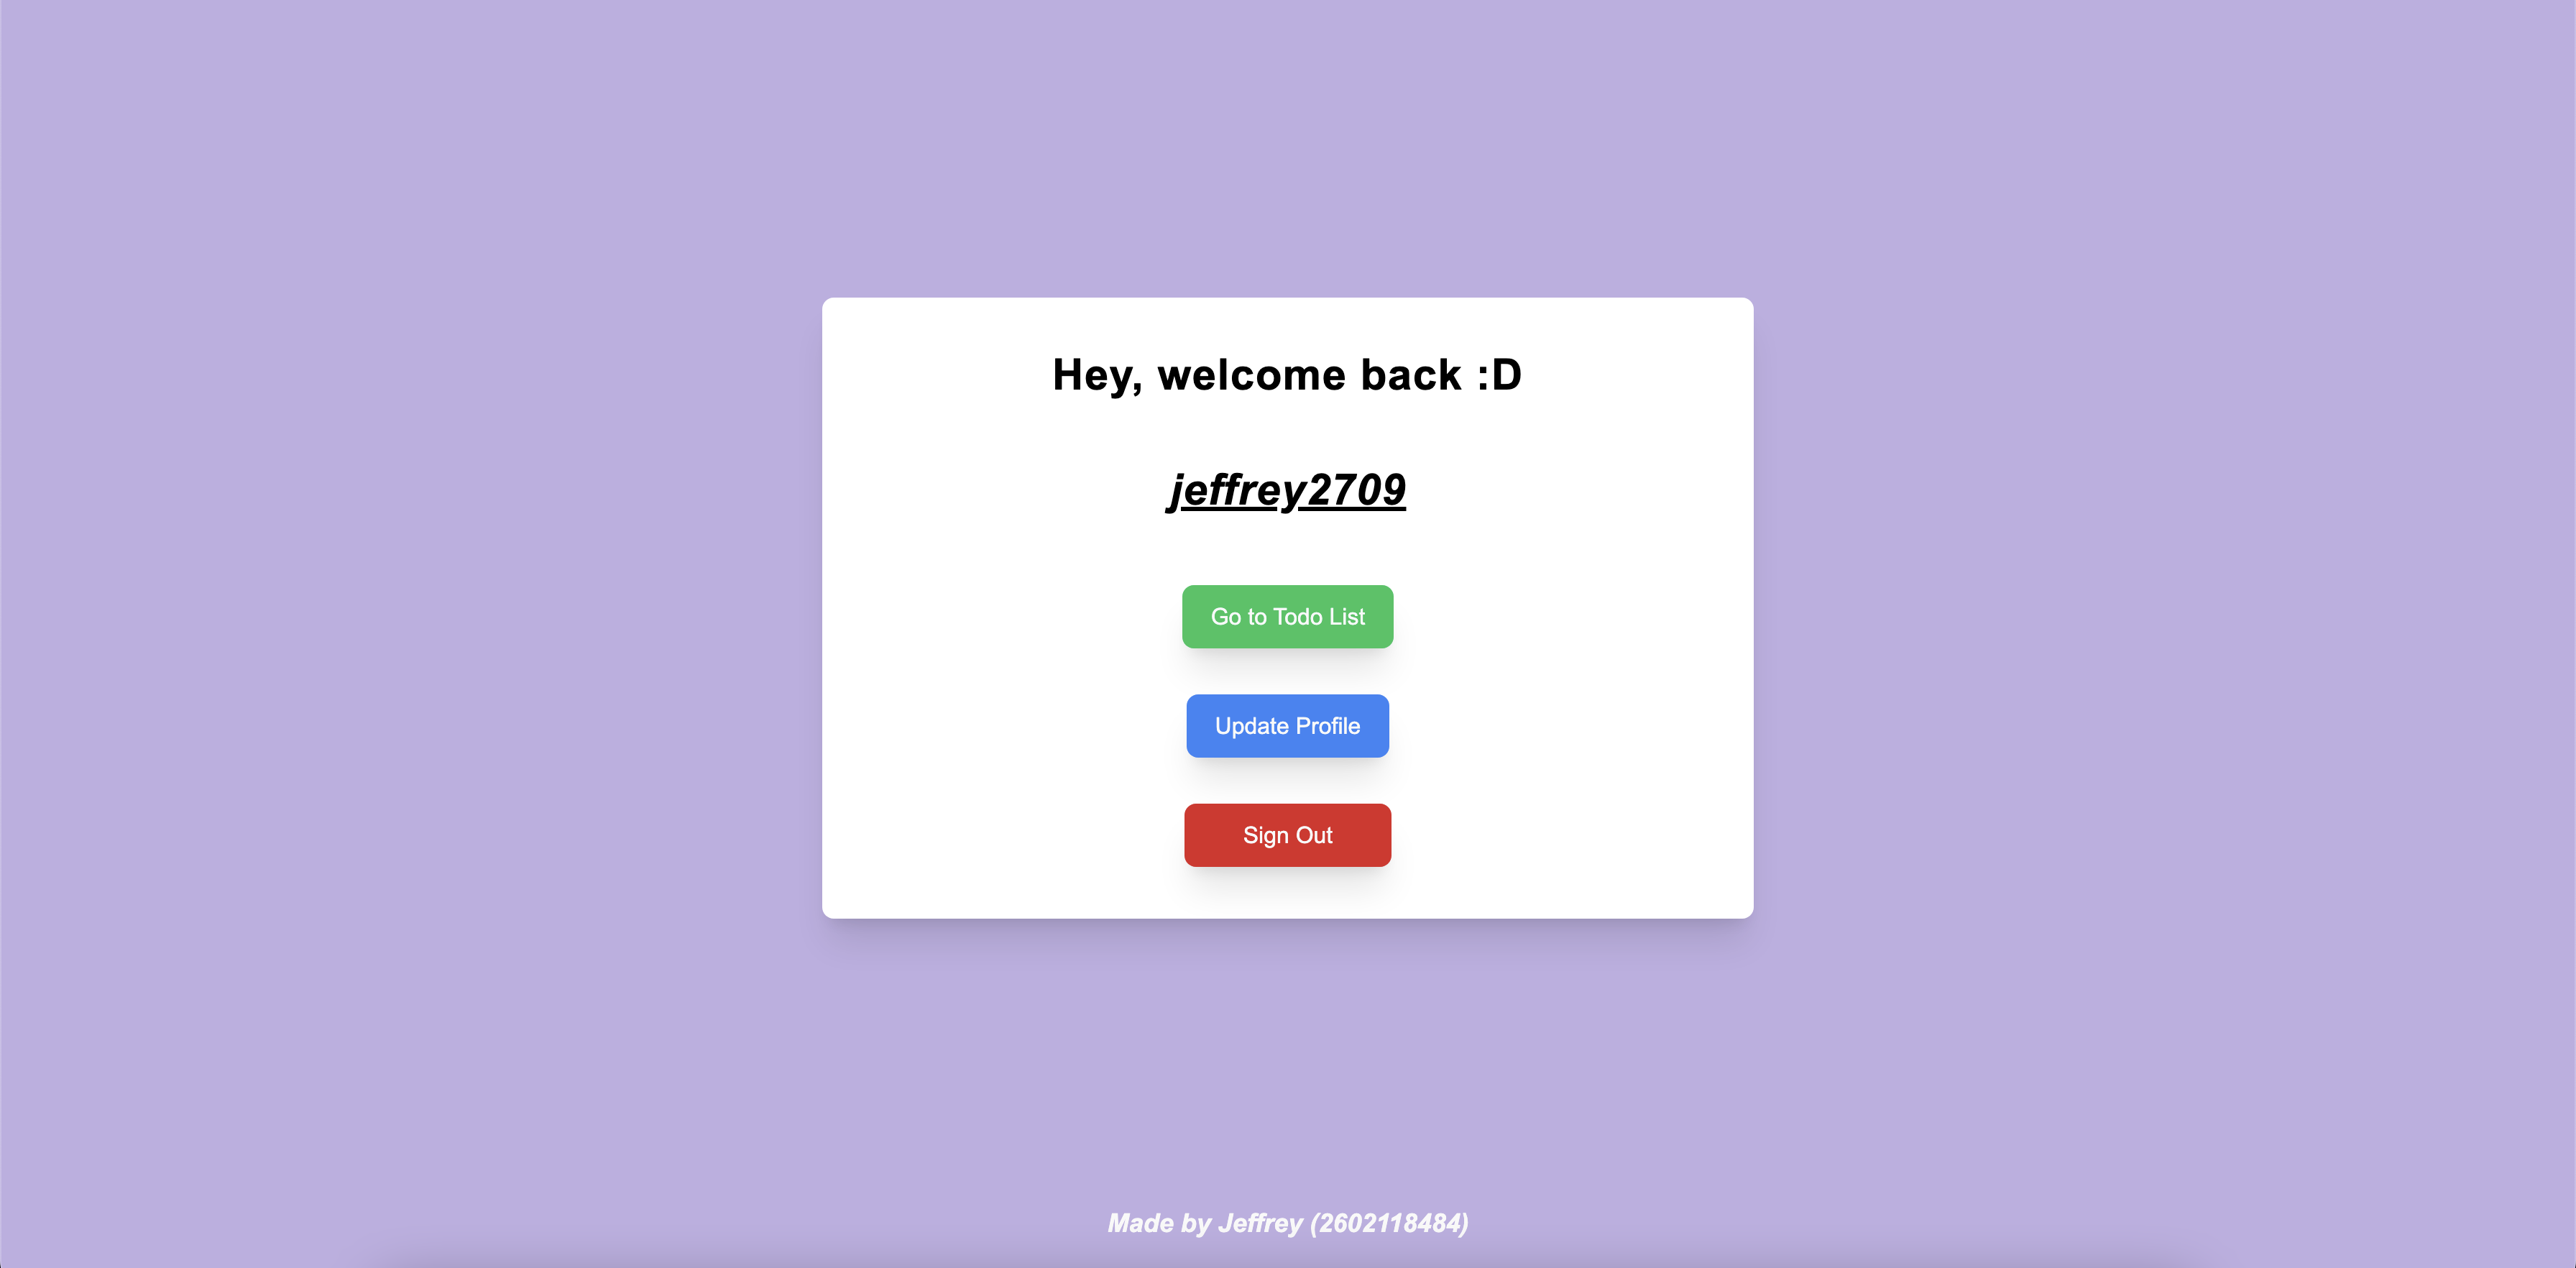 Hey, welcome back :D
jeffrey2709
Go to Todo List
Update Profile
Sign Out
Made by Jeffrey (2602118484)